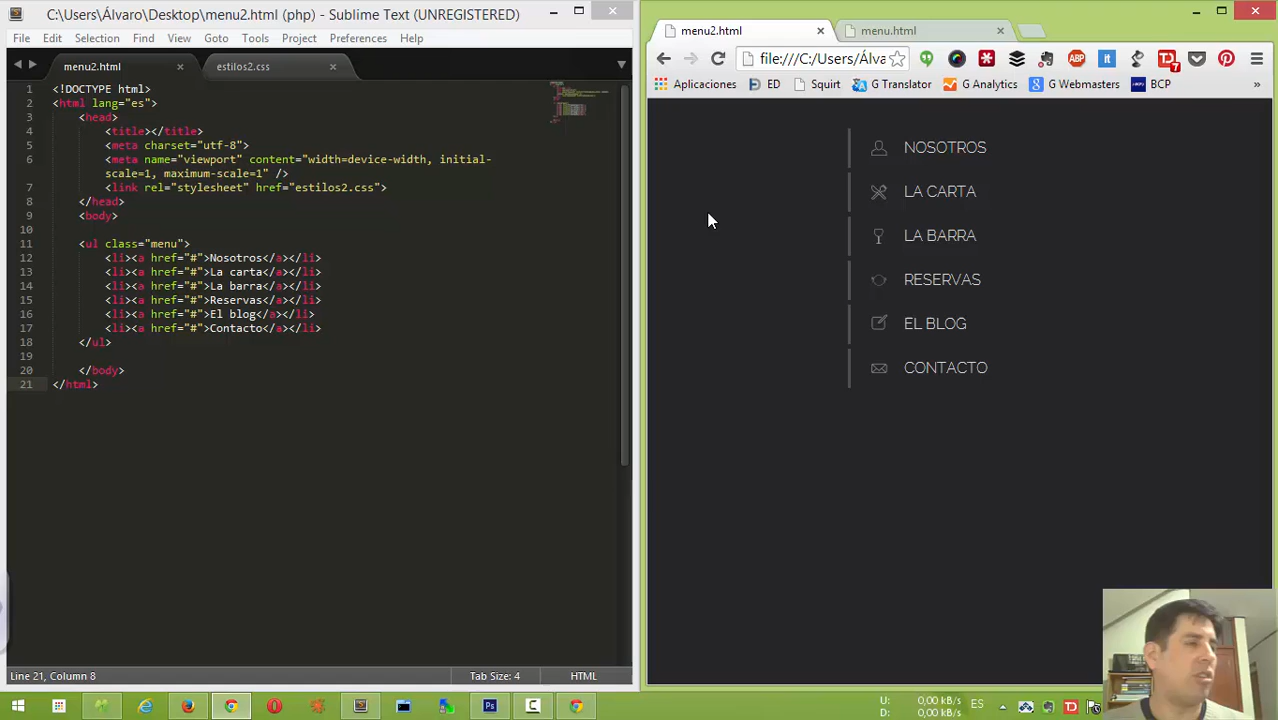 C:\Users\Álvaro\Desktop\menu2.html (php) - Sublime Text (UNREGISTERED)
File Edit Selection Find View Goto Tools Project Preferences Help
menu2.html estilos2.css
1 <!DOCTYPE html>
2 <html lang="es">
3 <head>
4 <title></title>
5 <meta charset="utf-8">
6 <meta name="viewport" content="width=device-width, initial-
scale=1, maximum-scale=1" />
7 <link rel="stylesheet" href="estilos2.css">
8 </head>
9 <body>
10
11 <ul class="menu">
12 <li><a href="#">Nosotros</a></li>
13 <li><a href="#">La carta</a></li>
14 <li><a href="#">La barra</a></li>
15 <li><a href="#">Reservas</a></li>
16 <li><a href="#">El blog</a></li>
17 <li><a href="#">Contacto</a></li>
18 </ul>
19
20 </body>
21 </html>
Line 21, Column 8 Tab Size: 4 HTML
menu2.html menu.html
file:///C:/Users/Álva
ABP it 7
Aplicaciones ED Squirt G Translator G Analytics G Webmasters BCP »
NOSOTROS
LA CARTA
LA BARRA
RESERVAS
EL BLOG
CONTACTO
U: 0,00 kB/s
D: 0,00 kB/s
ES